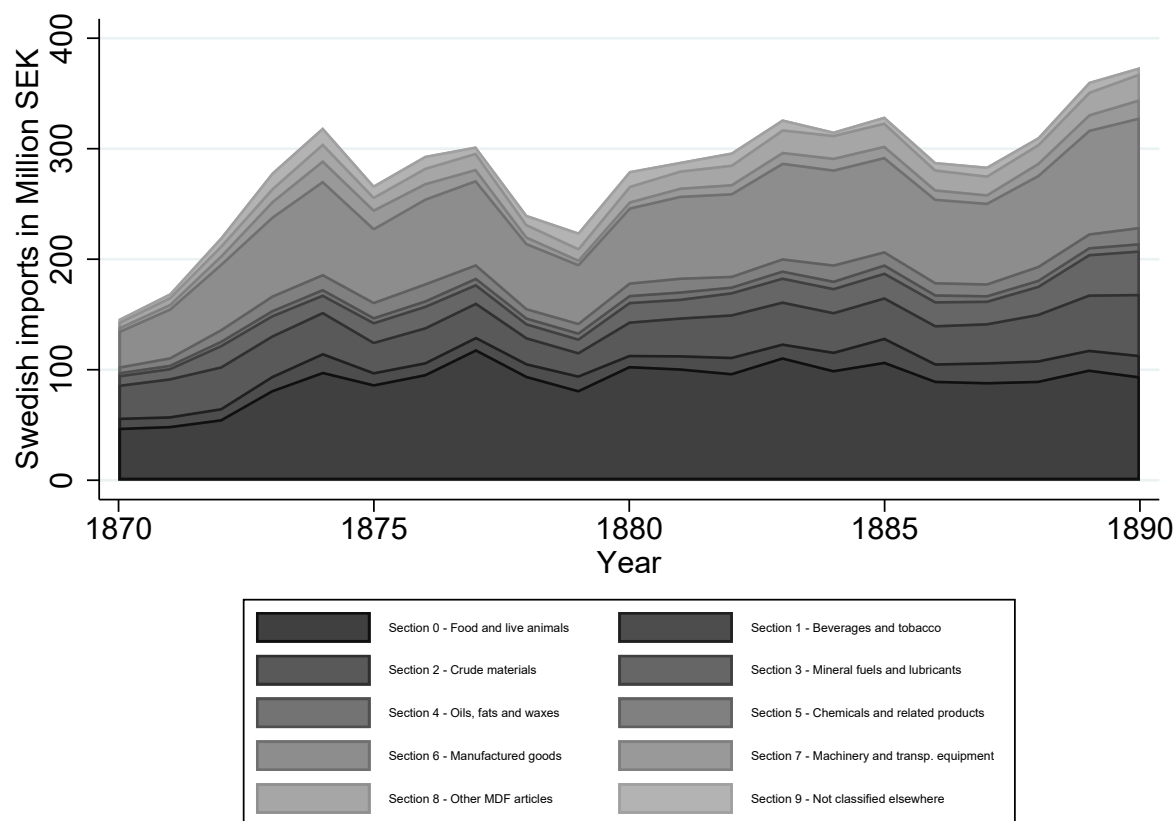 Swedish imports in Million SEK
400
300
200
100
0
1870 1875 1880 1885 1890
Year
Section 0 - Food and live animals Section 1 - Beverages and tobacco
Section 2 - Crude materials Section 3 - Mineral fuels and lubricants
Section 4 - Oils, fats and waxes Section 5 - Chemicals and related products
Section 6 - Manufactured goods Section 7 - Machinery and transp. equipment
Section 8 - Other MDF articles Section 9 - Not classified elsewhere